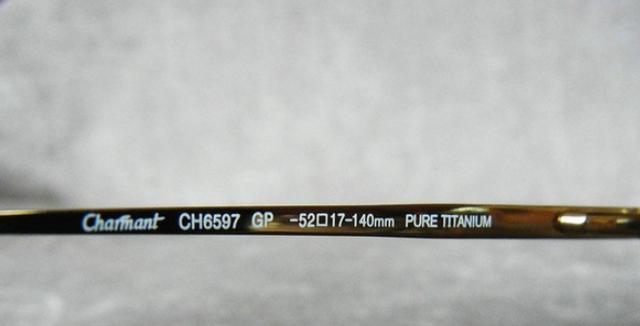 Charmant CH6597 GP -52□17-140mm PURE TITANIUM